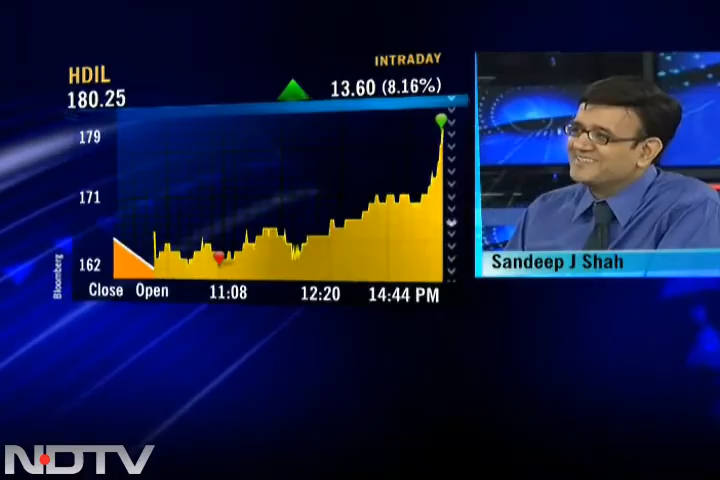 HDIL
180.25
INTRADAY
13.60 (8.16%)
179
171
162
Close Open 11:08 12:20 14:44 PM
Bloomberg
Sandeep J Shah
NDTV